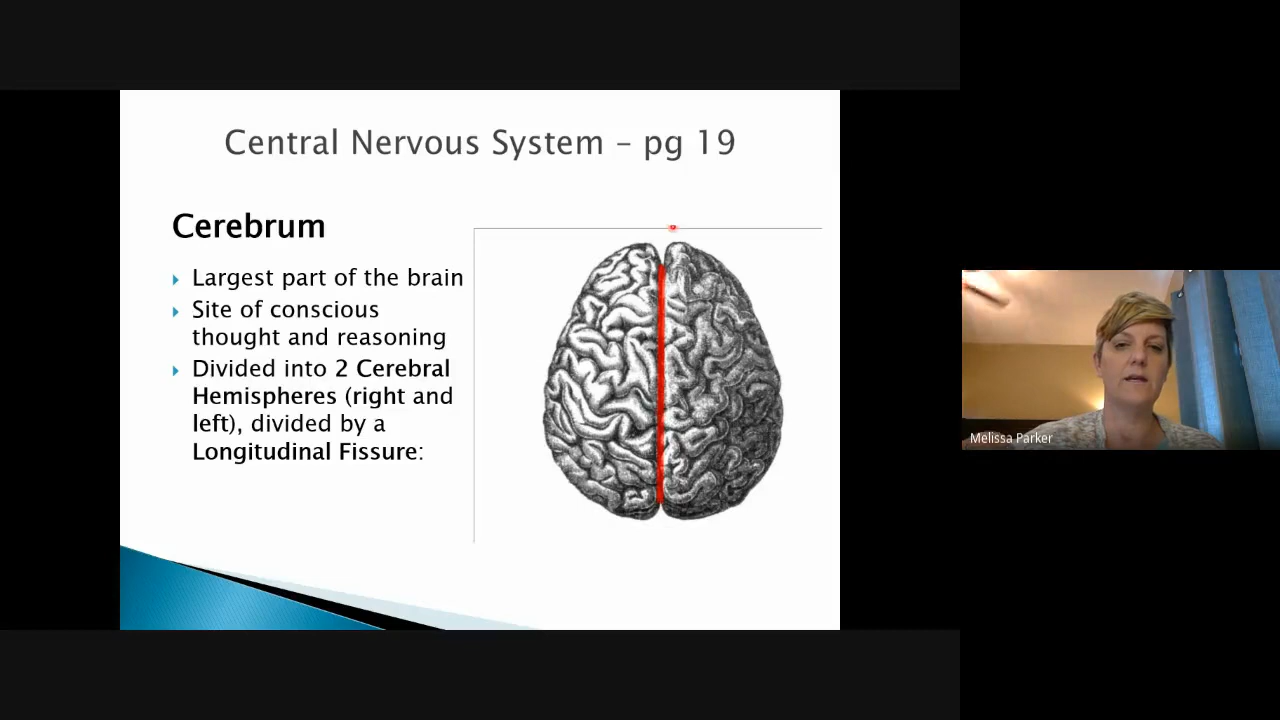 Central Nervous System – pg 19
Cerebrum
Largest part of the brain
Site of conscious
thought and reasoning
Divided into 2 Cerebral
Hemispheres (right and
left), divided by a
Longitudinal Fissure:
Melissa Parker